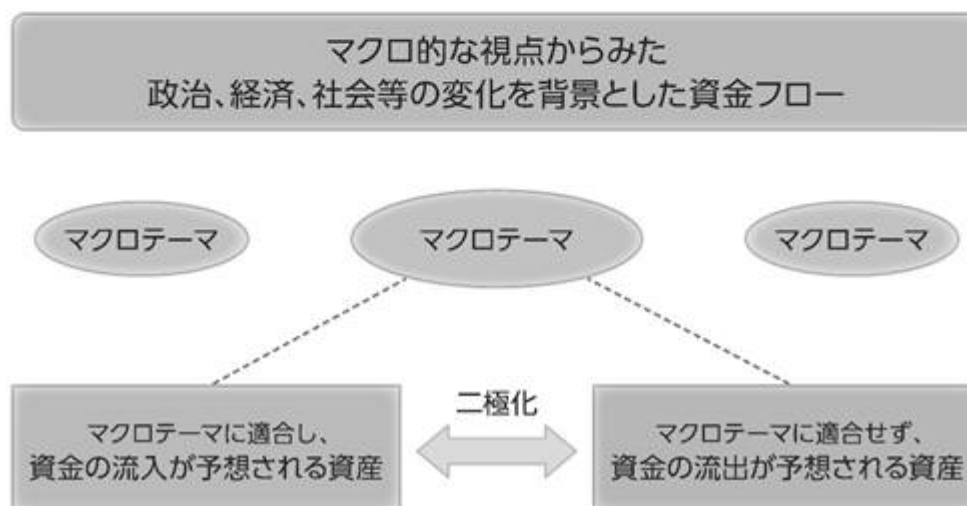 マクロ的な視点からみた
政治、経済、社会等の変化を背景とした資金フロー
マクロテーマ
マクロテーマ
マクロテーマ
二極化
マクロテーマに適合し、
資金の流入が予想される資産
マクロテーマに適合せず、
資金の流出が予想される資産